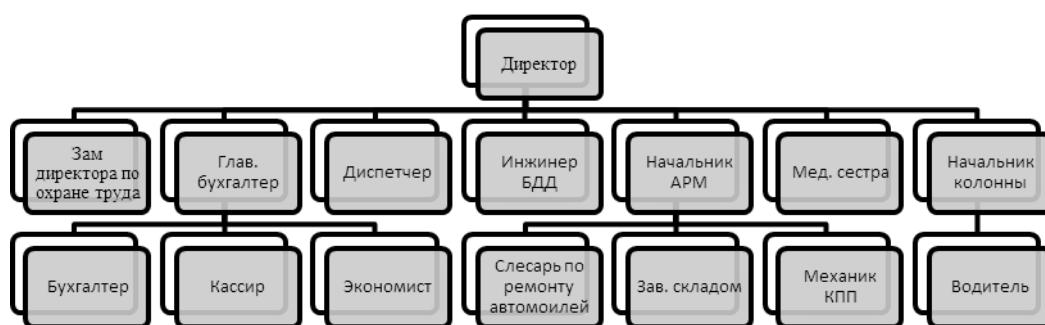 Директор
Зам
директора по
охране труда
Глав.
бухгалтер
Диспетчер
Инжинер
БДД
Начальник
АРМ
Мед. сестра
Начальник
колонны
Бухгалтер
Кассир
Экономист
Слесарь по
ремонту
автомоилей
Зав. складом
Механик
КПП
Водитель